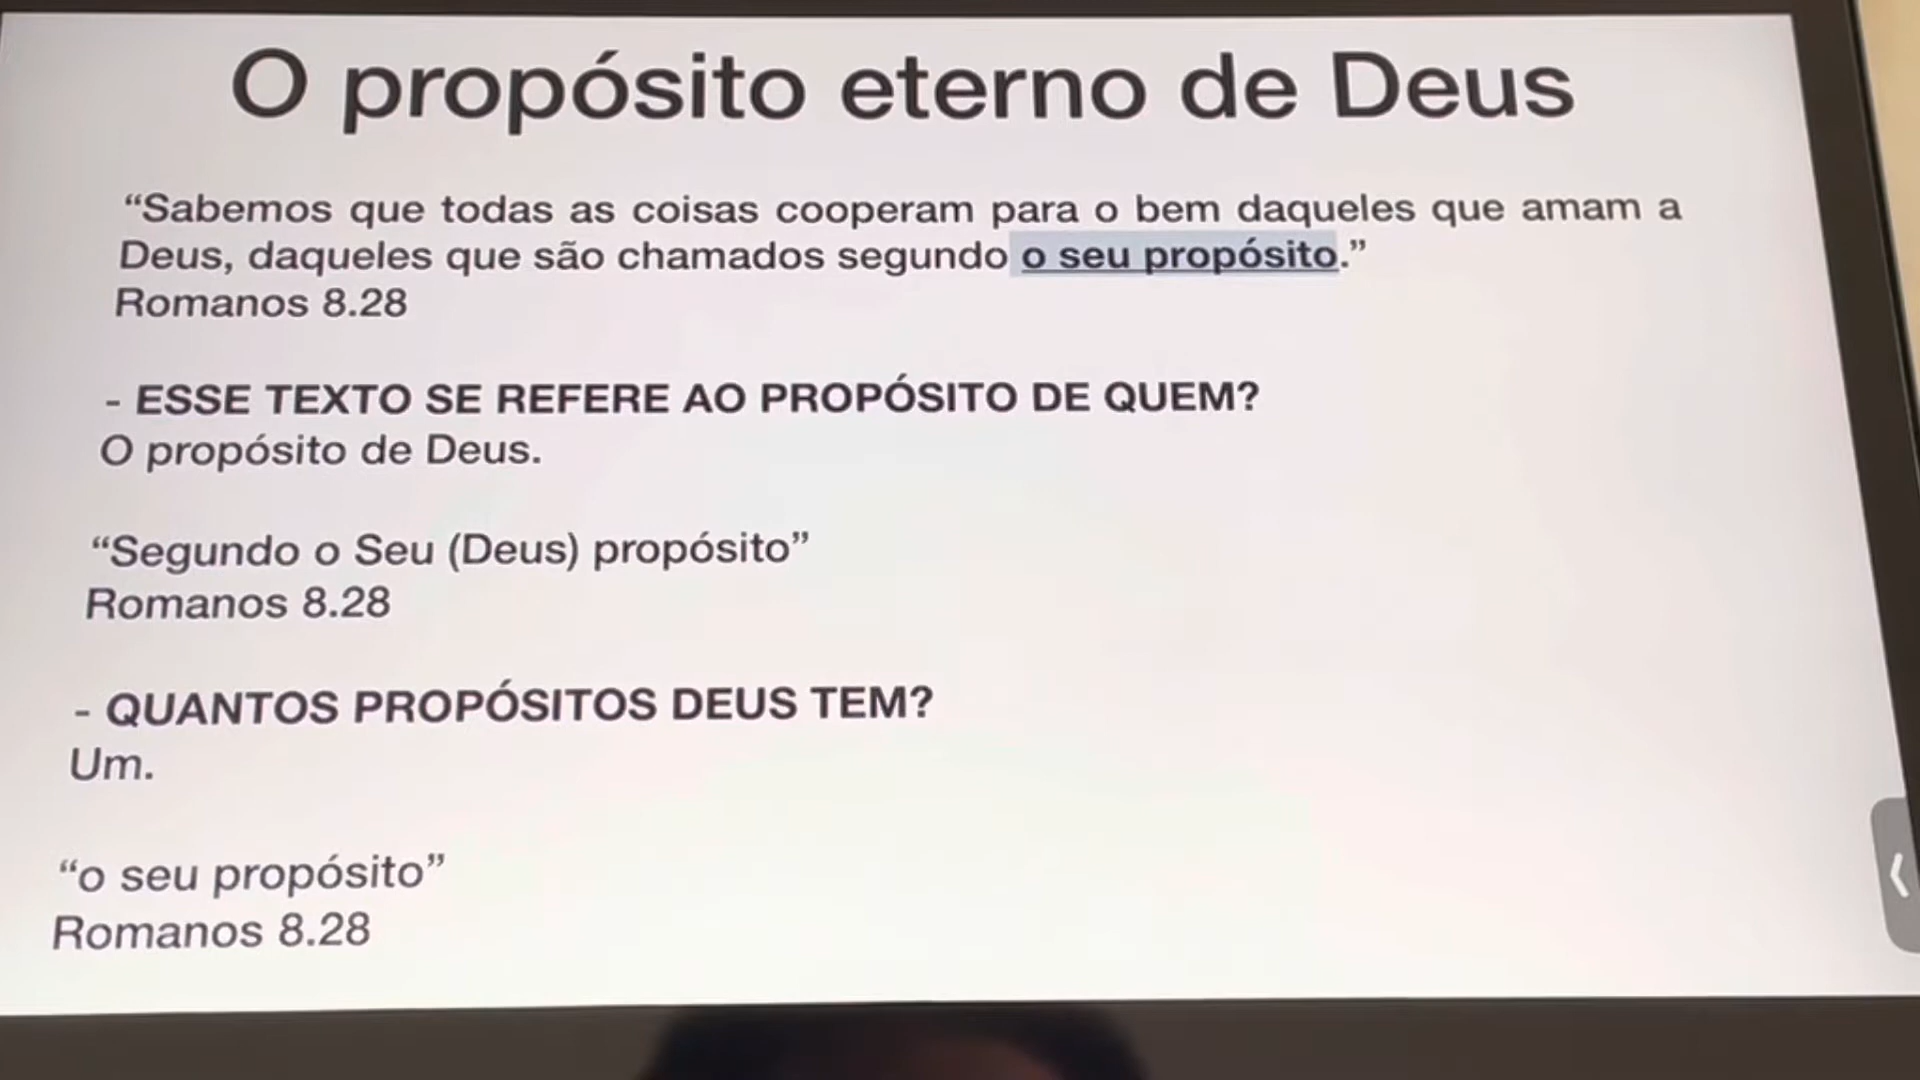 O propósito eterno de Deus
“Sabemos que todas as coisas cooperam para o bem daqueles que amam a
Deus, daqueles que são chamados segundo o seu propósito.”
Romanos 8.28
- ESSE TEXTO SE REFERE AO PROPÓSITO DE QUEM?
O propósito de Deus.
“Segundo o Seu (Deus) propósito”
Romanos 8.28
- QUANTOS PROPÓSITOS DEUS TEM?
Um.
“o seu propósito”
Romanos 8.28